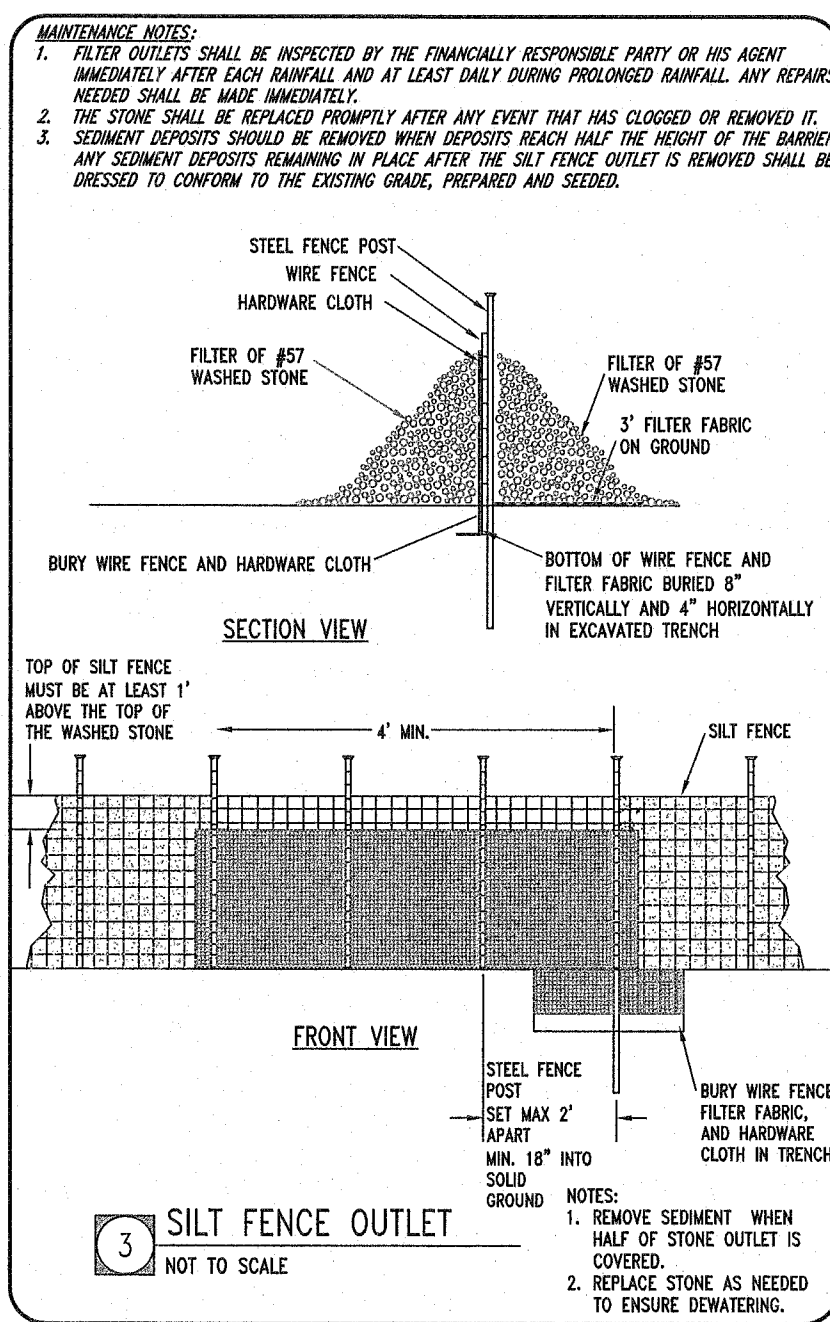 MAINTENANCE NOTES:
1. FILTER OUTLETS SHALL BE INSPECTED BY THE FINANCIALLY RESPONSIBLE PARTY OR HIS AGENT
IMMEDIATELY AFTER EACH RAINFALL AND AT LEAST DAILY DURING PROLONGED RAINFALL. ANY REPAIRS
NEEDED SHALL BE MADE IMMEDIATELY.
2. THE STONE SHALL BE REPLACED PROMPTLY AFTER ANY EVENT THAT HAS CLOGGED OR REMOVED IT.
3. SEDIMENT DEPOSITS SHOULD BE REMOVED WHEN DEPOSITS REACH HALF THE HEIGHT OF THE BARRIER
ANY SEDIMENT DEPOSITS REMAINING IN PLACE AFTER THE SILT FENCE OUTLET IS REMOVED SHALL BE
DRESSED TO CONFORM TO THE EXISTING GRADE, PREPARED AND SEEDED.
STEEL FENCE POST
WIRE FENCE
HARDWARE CLOTH
FILTER OF #57
WASHED STONE
FILTER OF #57
WASHED STONE
3' FILTER FABRIC
ON GROUND
BURY WIRE FENCE AND HARDWARE CLOTH
BOTTOM OF WIRE FENCE AND
FILTER FABRIC BURIED 8"
VERTICALLY AND 4" HORIZONTALLY
IN EXCAVATED TRENCH
SECTION VIEW
TOP OF SILT FENCE
MUST BE AT LEAST 1'
ABOVE THE TOP OF
THE WASHED STONE
4' MIN.
SILT FENCE
FRONT VIEW
STEEL FENCE
POST
SET MAX 2'
APART
MIN. 18" INTO
SOLID
GROUND
BURY WIRE FENCE
FILTER FABRIC,
AND HARDWARE
CLOTH IN TRENCH
NOTES:
1. REMOVE SEDIMENT WHEN
HALF OF STONE OUTLET IS
COVERED.
2. REPLACE STONE AS NEEDED
TO ENSURE DEWATERING.
3 SILT FENCE OUTLET
NOT TO SCALE